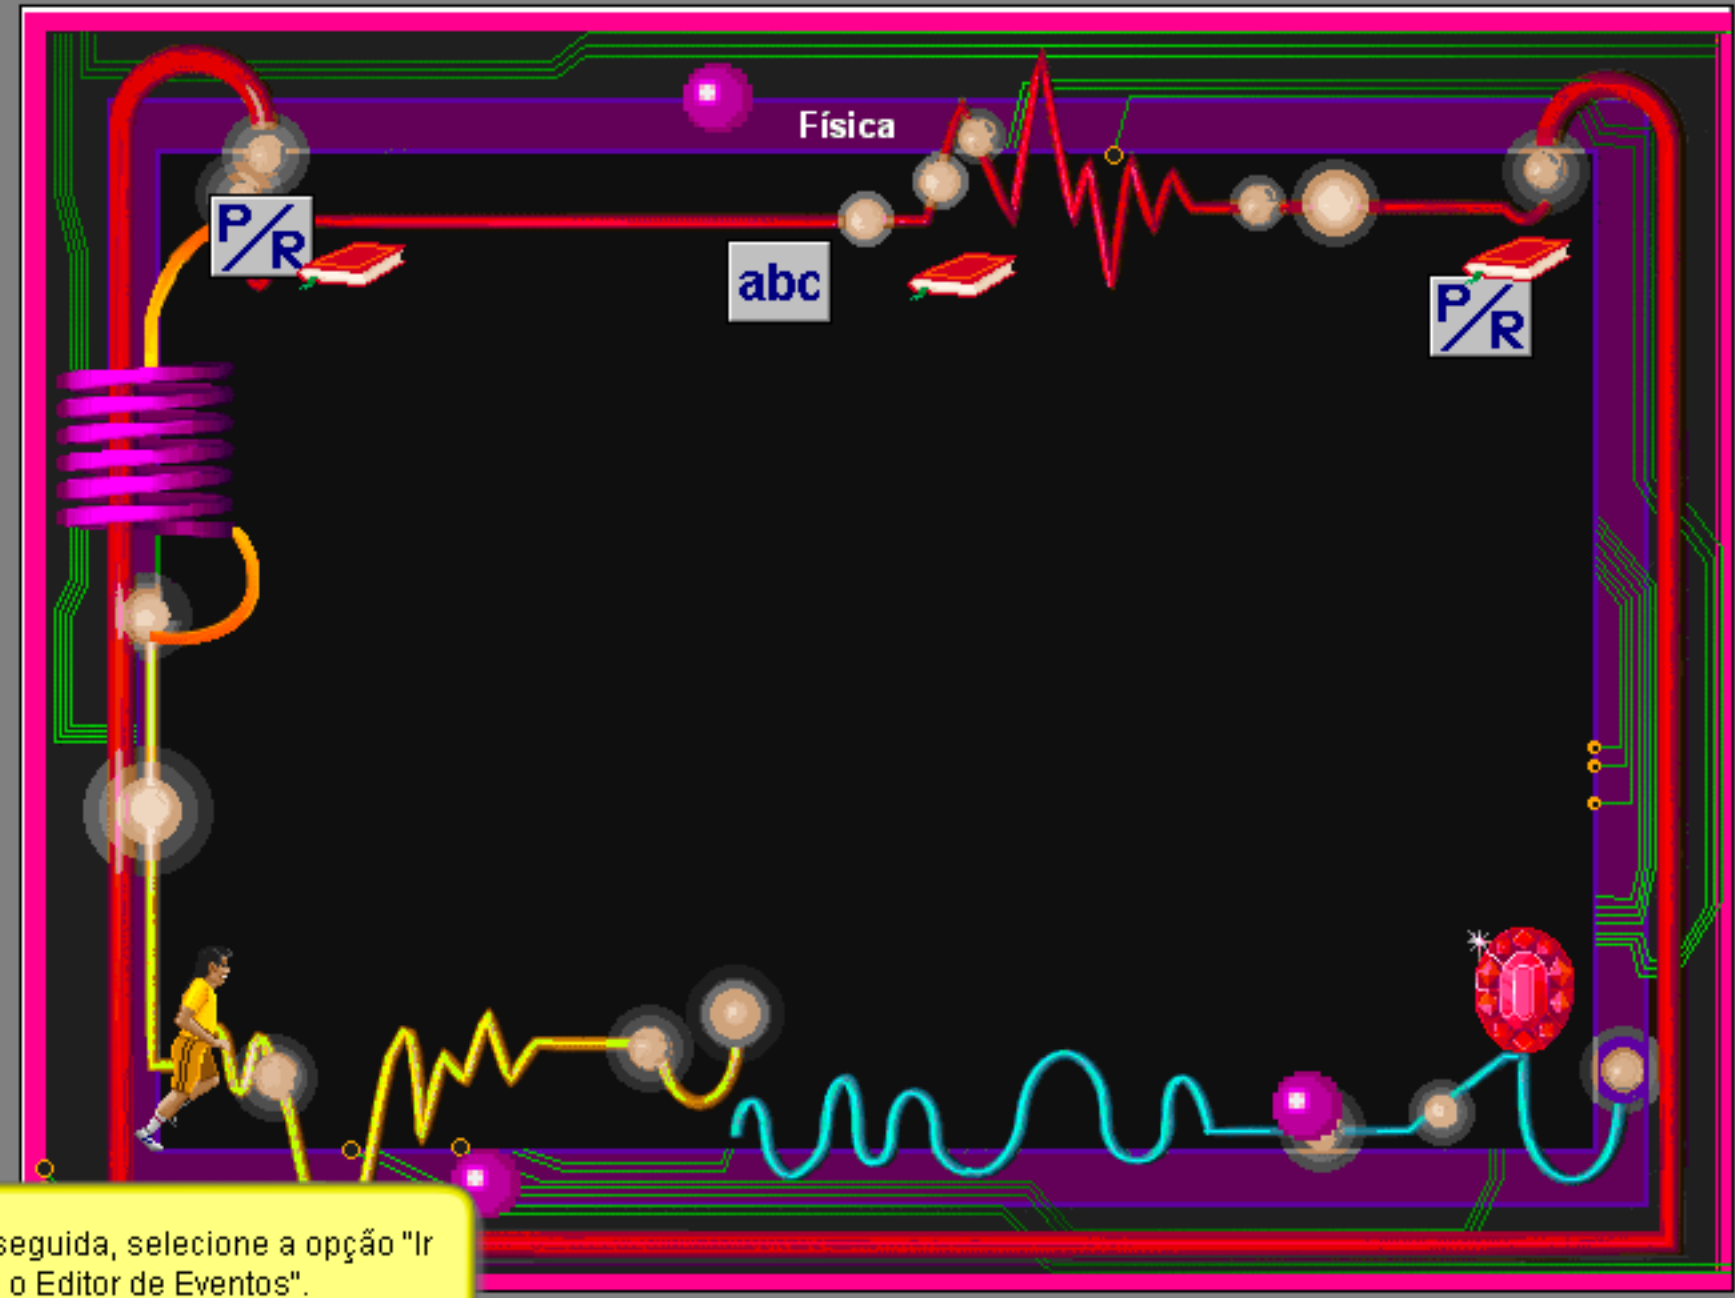 Física
P/R
abc
P/R
seguida, selecione a opção "Ir
o Editor de Eventos".